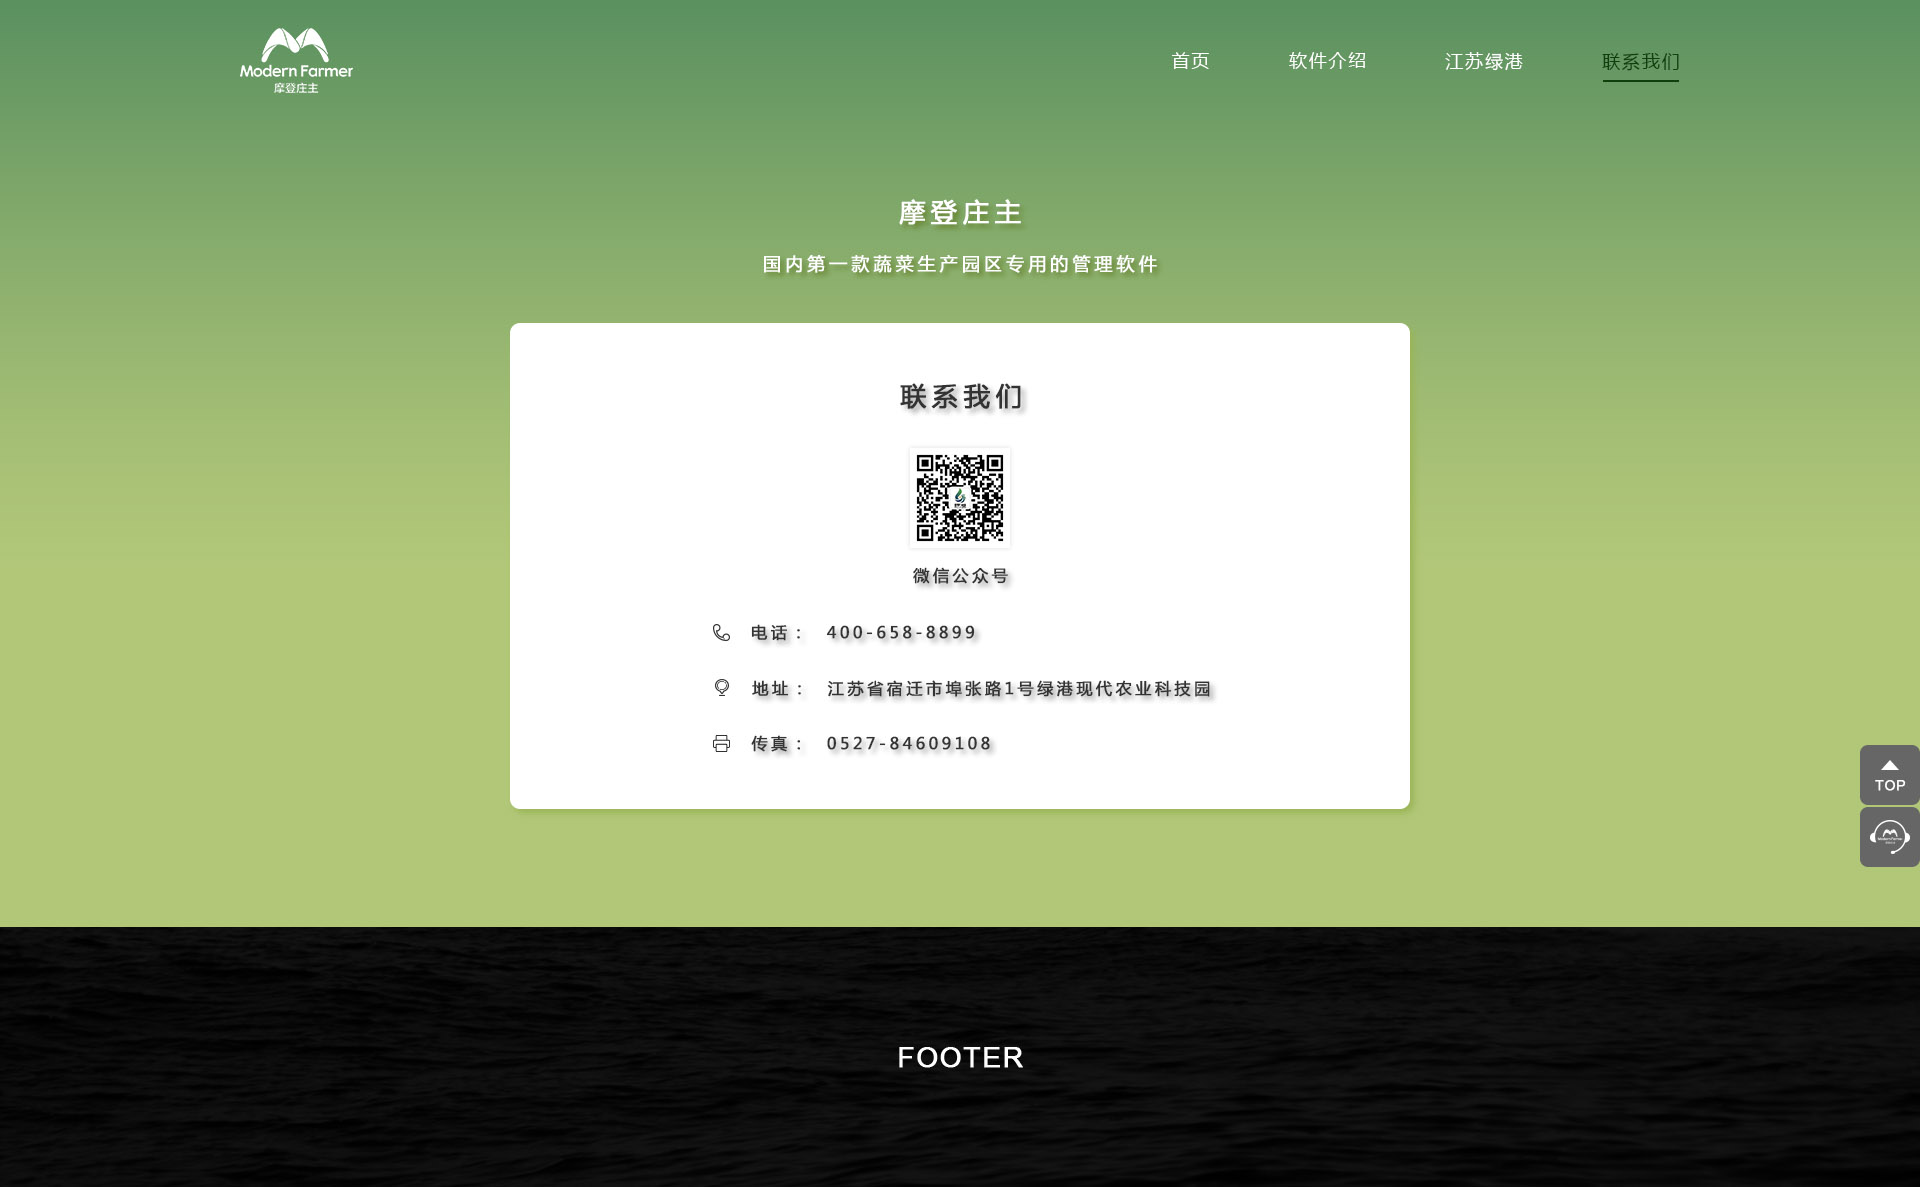 Modern Farmer
摩登庄主
首页 软件介绍 江苏绿港 联系我们
摩登庄主
国内第一款蔬菜生产园区专用的管理软件
联系我们
微信公众号
电话： 400-658-8899
地址： 江苏省宿迁市埠张路1号绿港现代农业科技园
传真： 0527-84609108
TOP
FOOTER